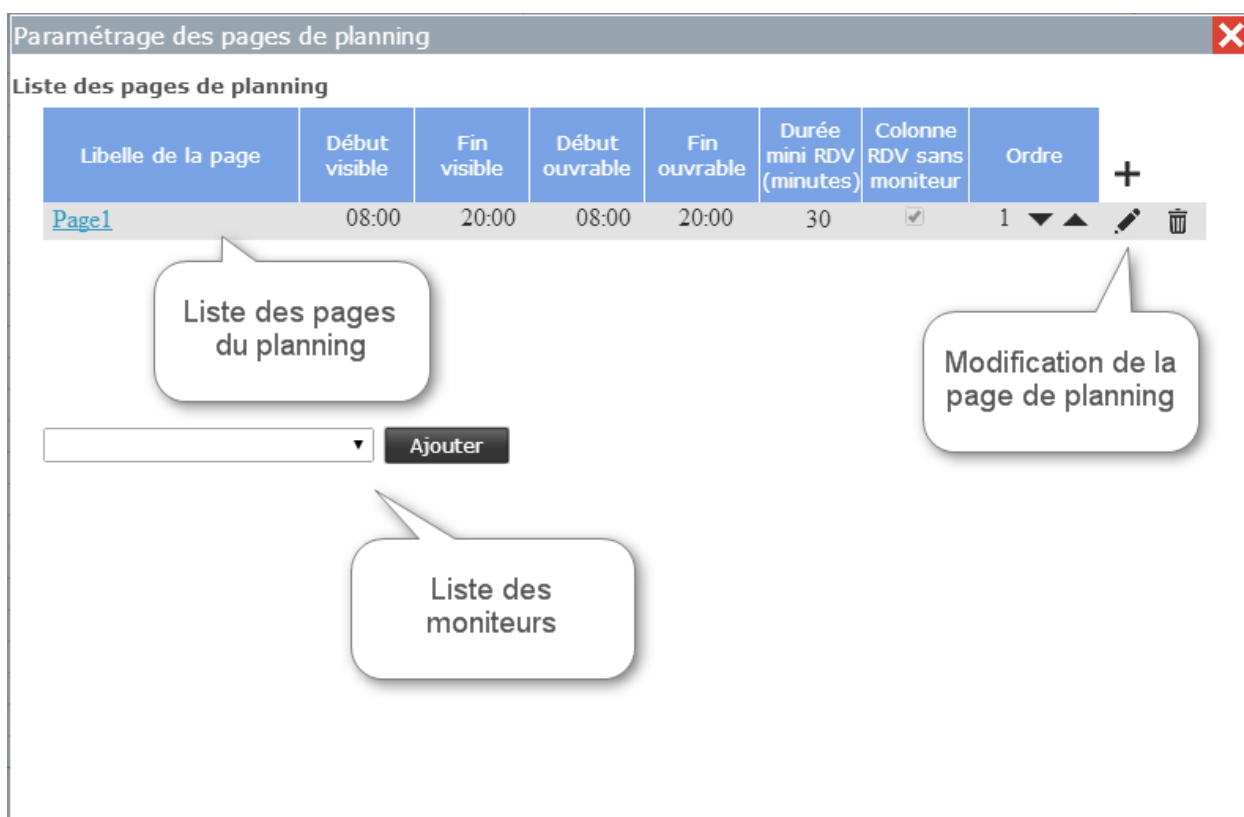 Paramétrage des pages de planning
Liste des pages de planning
Libelle de la page
Début visible
Fin visible
Début ouvrable
Fin ouvrable
Durée mini RDV (minutes)
Colonne RDV sans moniteur
Ordre
Page1 08:00 20:00 08:00 20:00 30 1
Liste des pages
du planning
Modification de la
page de planning
Ajouter
Liste des
moniteurs